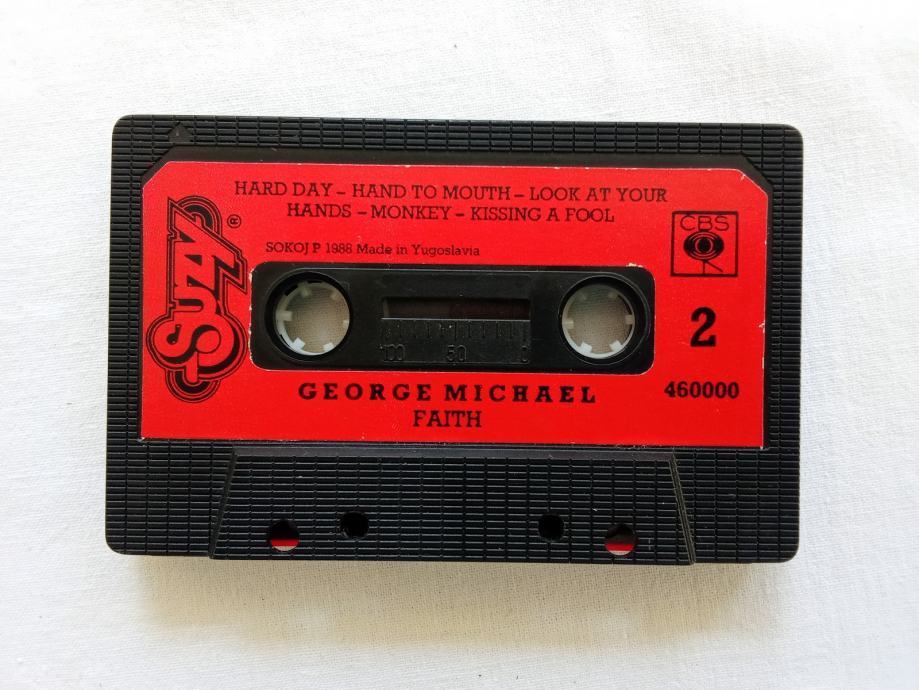 HARD DAY – HAND TO MOUTH – LOOK AT YOUR
HANDS – MONKEY – KISSING A FOOL
SUZY ®
CBS
SOKOJ P 1988 Made in Yugoslavia
2
100 50 0
GEORGE MICHAEL
460000
FAITH